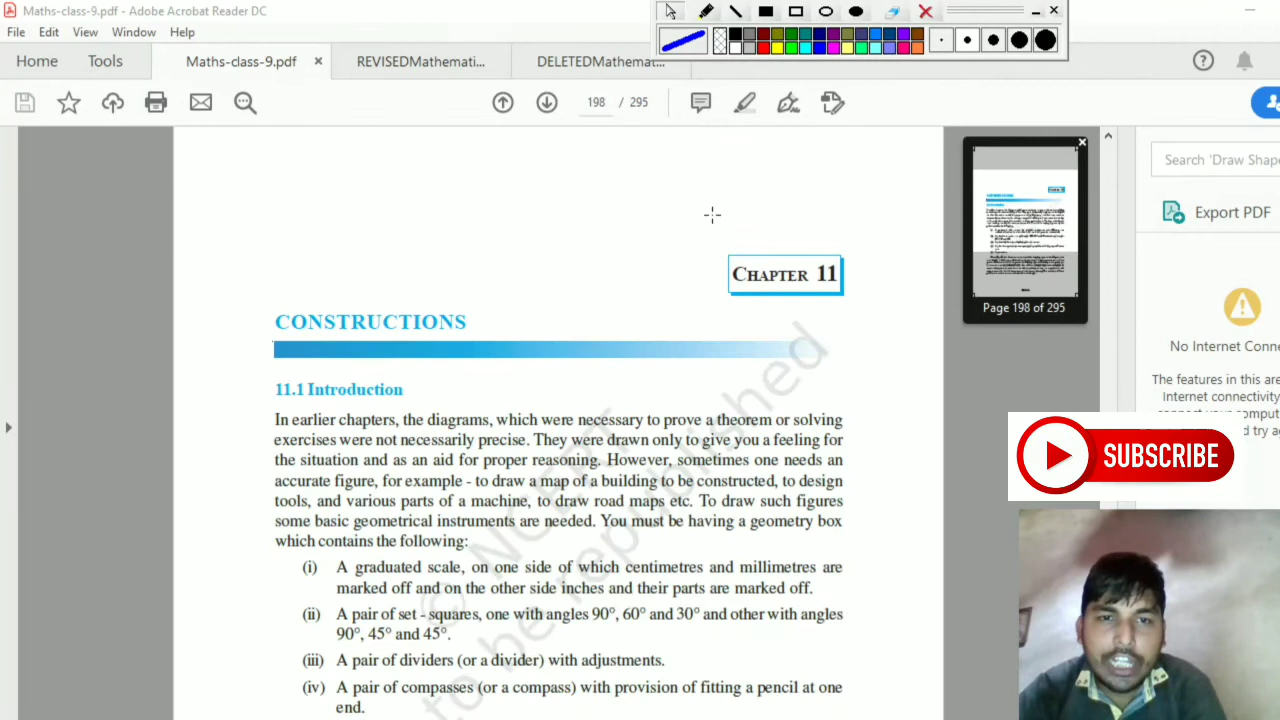 Maths-class-9.pdf - Adobe Acrobat Reader DC
File Edit View Window Help
Home Tools Maths-class-9.pdf × REVISEDMathemati... DELETEDMathemat...
198 / 295
Search 'Draw Shape
Export PDF
Page 198 of 295
No Internet Conne
The features in this are
Internet connectivity
CHAPTER 11
CONSTRUCTIONS
11.1 Introduction
In earlier chapters, the diagrams, which were necessary to prove a theorem or solving
exercises were not necessarily precise. They were drawn only to give you a feeling for
the situation and as an aid for proper reasoning. However, sometimes one needs an
accurate figure, for example - to draw a map of a building to be constructed, to design
tools, and various parts of a machine, to draw road maps etc. To draw such figures
some basic geometrical instruments are needed. You must be having a geometry box
which contains the following:
(i) A graduated scale, on one side of which centimetres and millimetres are
marked off and on the other side inches and their parts are marked off.
(ii) A pair of set - squares, one with angles 90°, 60° and 30° and other with angles
90°, 45° and 45°.
(iii) A pair of dividers (or a divider) with adjustments.
(iv) A pair of compasses (or a compass) with provision of fitting a pencil at one
end.
© NCERT
to be republished
SUBSCRIBE